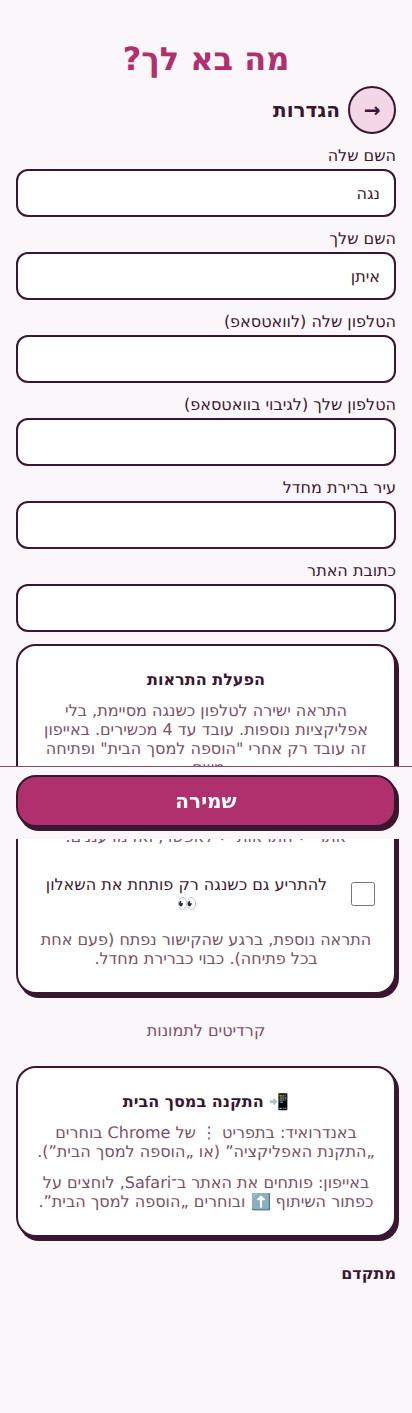 מה בא לך?
→ הגדרות
השם שלה
נגה
השם שלך
איתן
הטלפון שלה (לוואטסאפ)
הטלפון שלך (לגיבוי בוואטסאפ)
עיר ברירת מחדל
כתובת האתר
הפעלת התראות
התראה ישירה לטלפון כשנגה מסיימת, בלי
אפליקציות נוספות. עובד עד 4 מכשירים. באייפון
זה עובד רק אחרי "הוספה למסך הבית" ופתיחה
שמירה
להתריע גם כשנגה רק פותחת את השאלון
👀
התראה נוספת, ברגע שהקישור נפתח (פעם אחת
בכל פתיחה). כבוי כברירת מחדל.
קרדיטים לתמונות
📲 התקנה במסך הבית
באנדרואיד: בתפריט ⋮ של Chrome בוחרים
„התקנת האפליקציה” (או „הוספה למסך הבית”).
באייפון: פותחים את האתר ב־Safari, לוחצים על
כפתור השיתוף ⬆️ ובוחרים „הוספה למסך הבית”.
מתקדם